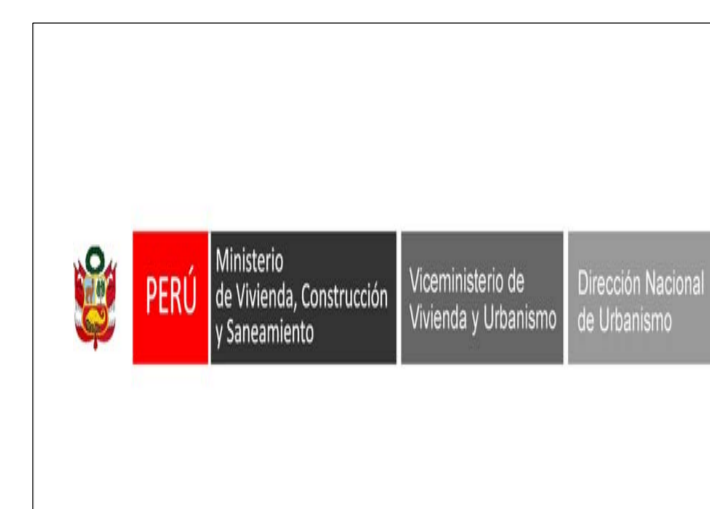 PERÚ
Ministerio
de Vivienda, Construcción
y Saneamiento
Viceministerio de
Vivienda y Urbanismo
Dirección Nacional
de Urbanismo